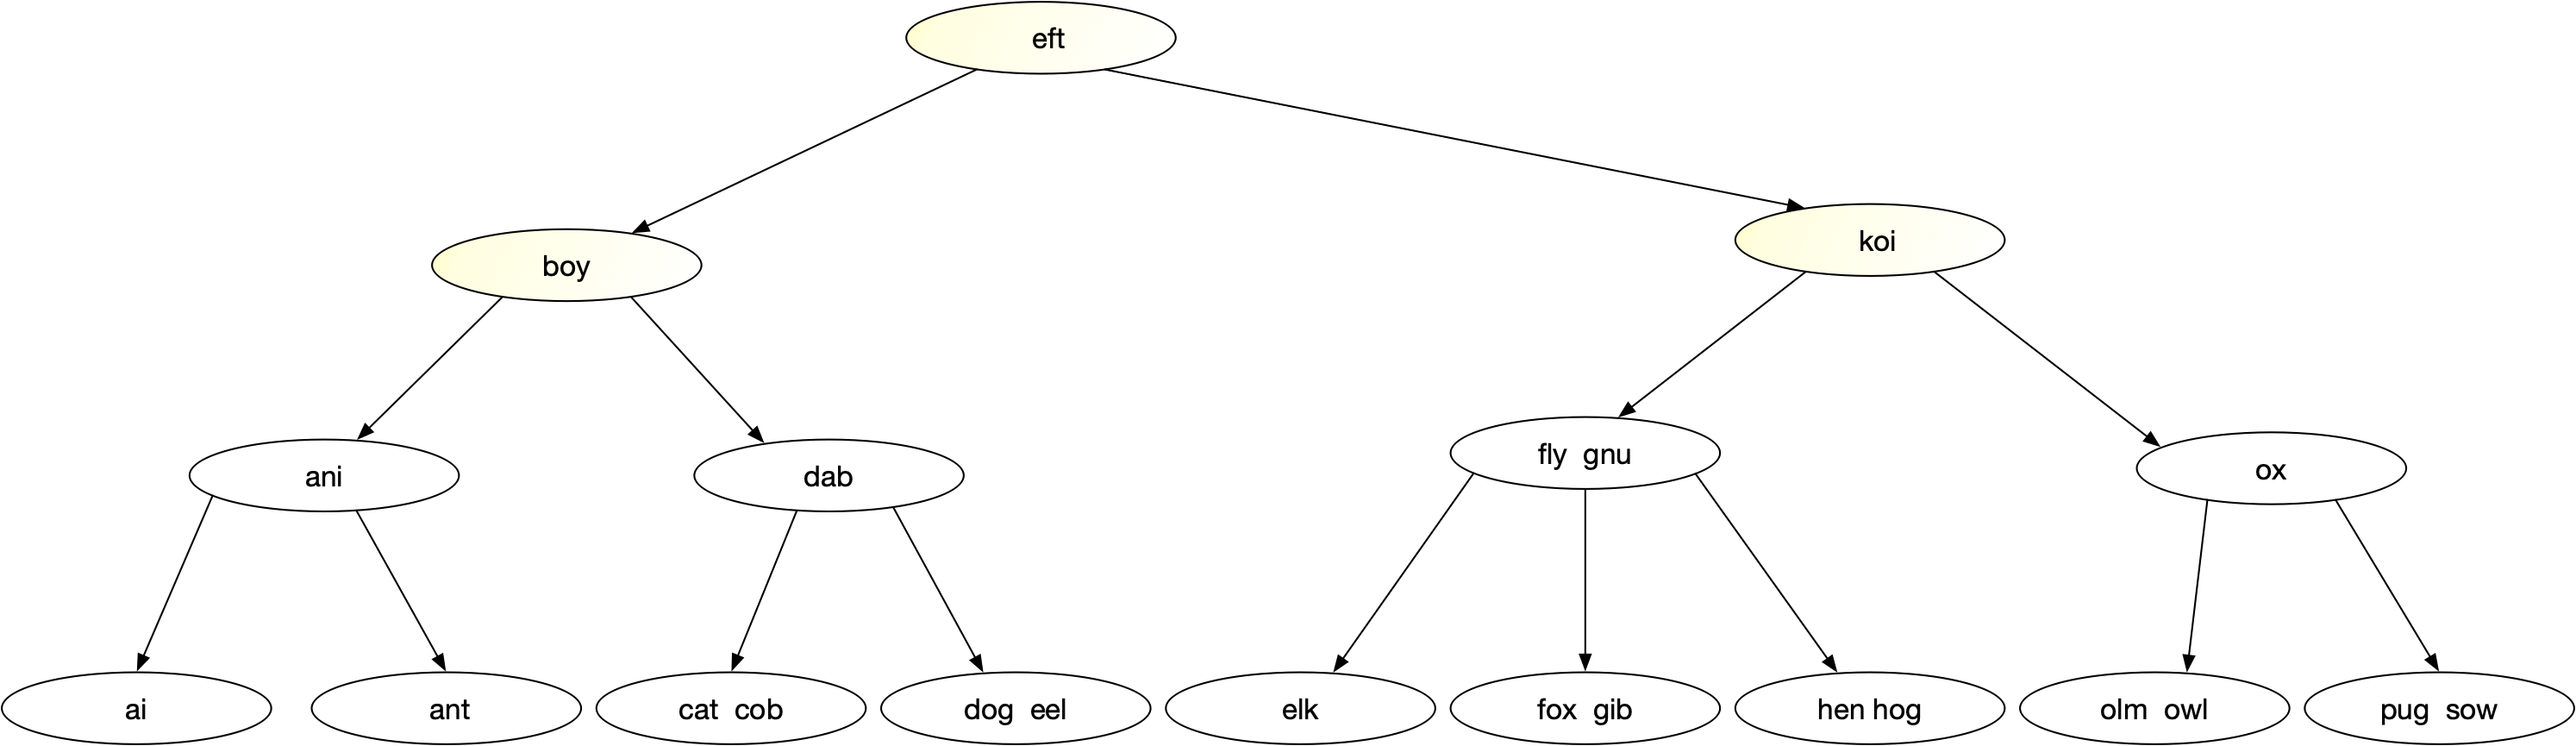 eft
boy
koi
ani
dab
fly gnu
ox
ai
ant
cat cob
dog eel
elk
fox gib
hen hog
olm owl
pug sow